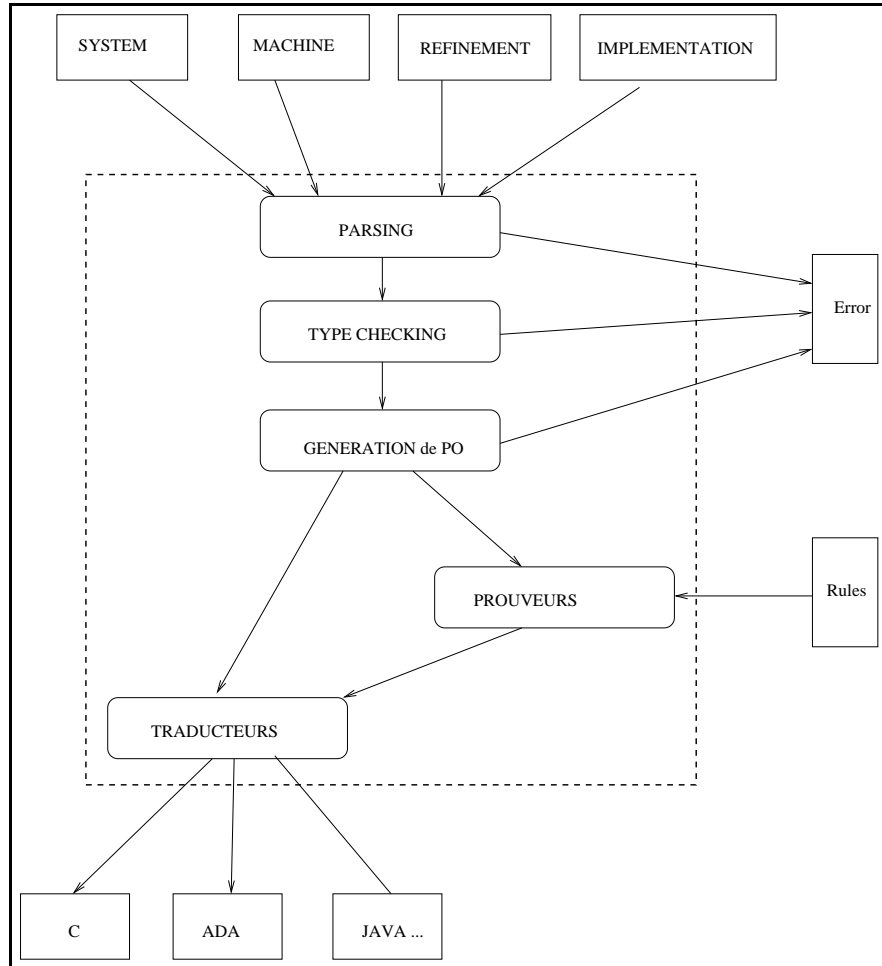 SYSTEM
MACHINE
REFINEMENT
IMPLEMENTATION
PARSING
TYPE CHECKING
Error
GENERATION de PO
PROUVEURS
Rules
TRADUCTEURS
C
ADA
JAVA ...